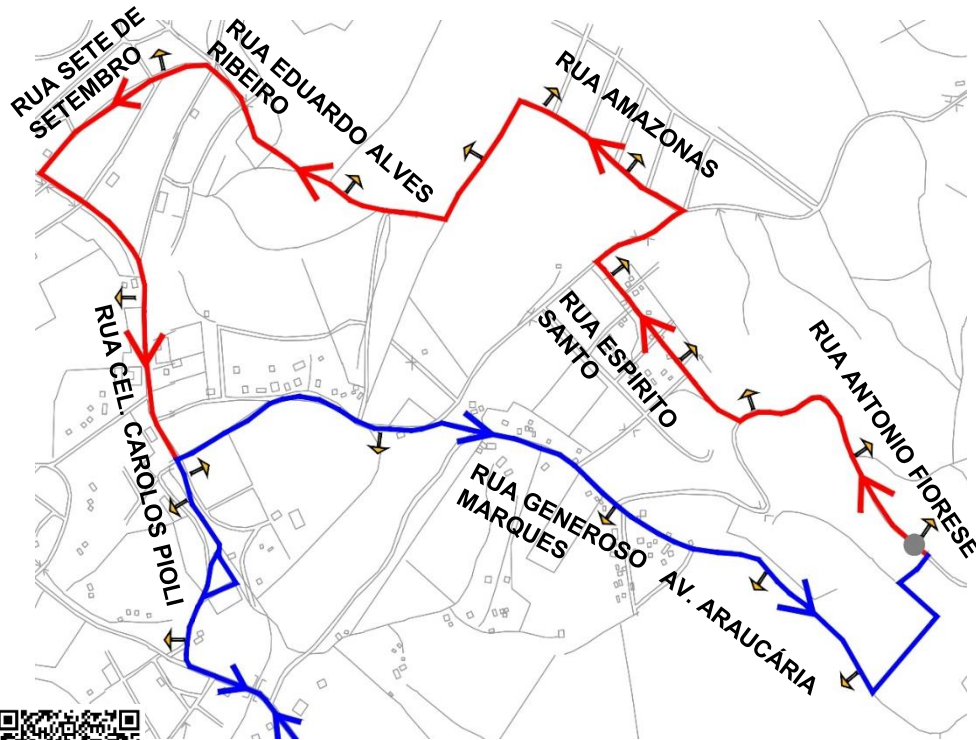 RUA SETE DE
SETEMBRO
RUA EDUARDO ALVES
RIBEIRO
RUA AMAZONAS
RUA ESPIRITO
SANTO
RUA ANTONIO FIORESE
RUA CEL. CAROLOS PIOLI
RUA GENEROSO
MARQUES
AV. ARAUCÁRIA